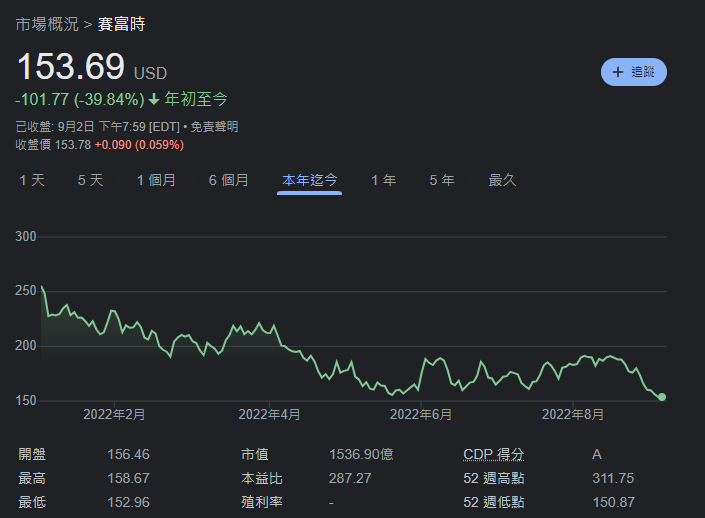 市場概況 > 賽富時
153.69 USD
+ 追蹤
-101.77 (-39.84%) 年初至今
已收盤: 9月2日 下午7:59 [EDT] • 免責聲明
收盤價 153.78 +0.090 (0.059%)
1 天 5 天 1 個月 6 個月 本年迄今 1 年 5 年 最久
300
250
200
150
2022年2月 2022年4月 2022年6月 2022年8月
開盤 156.46 市值 1536.90億 CDP 得分 A
最高 158.67 本益比 287.27 52 週高點 311.75
最低 152.96 殖利率 - 52 週低點 150.87